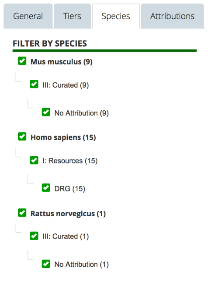 General Tiers Species Attributions
FILTER BY SPECIES
Mus musculus (9)
III: Curated (9)
No Attribution (9)
Homo sapiens (15)
I: Resources (15)
DRG (15)
Rattus norvegicus (1)
III: Curated (1)
No Attribution (1)